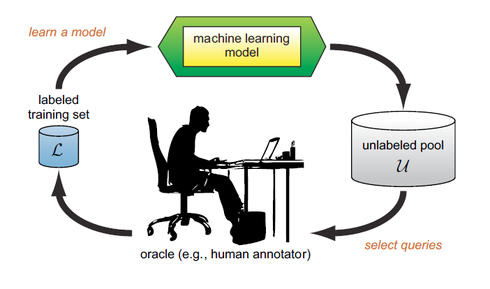 learn a model
machine learning
model
labeled
training set
ℒ
unlabeled pool
𝒰
select queries
oracle (e.g., human annotator)